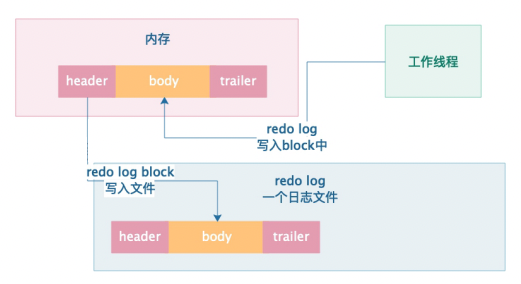 内存
工作线程
header
body
trailer
redo log
写入block中
redo log block
写入文件
redo log
一个日志文件
header
body
trailer